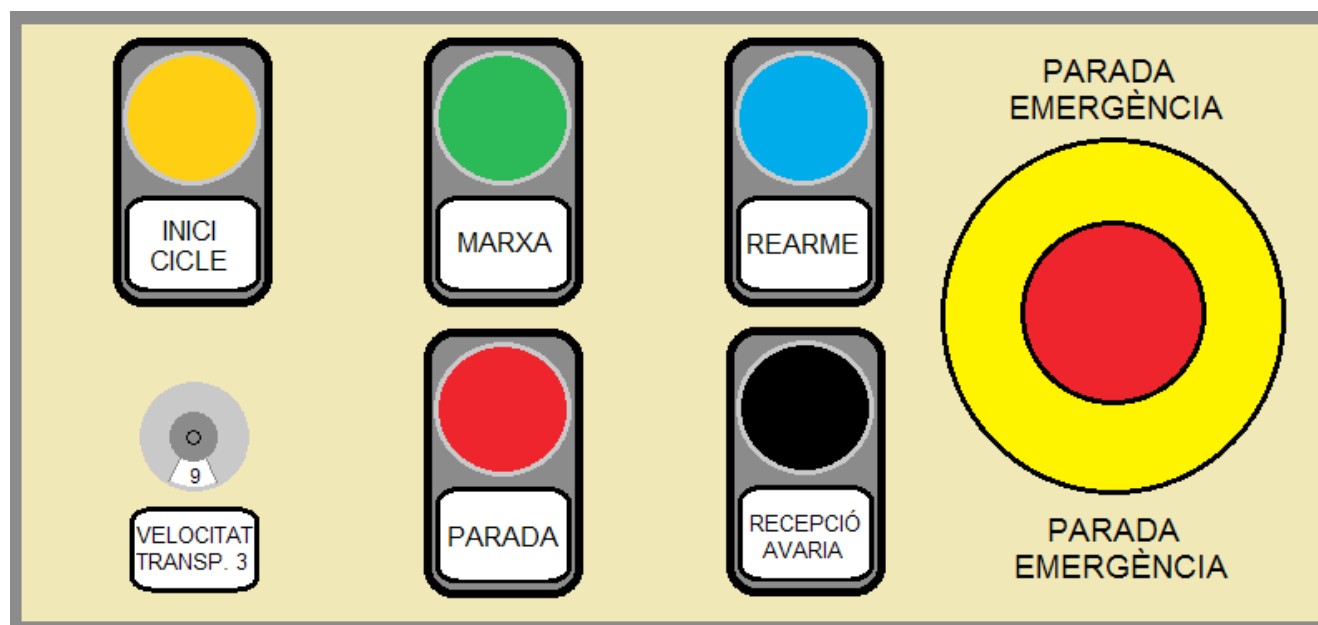 INICI
CICLE
MARXA
REARME
PARADA
EMERGÈNCIA
9
VELOCITAT
TRANSP. 3
PARADA
RECEPCIÓ
AVARIA
PARADA
EMERGÈNCIA